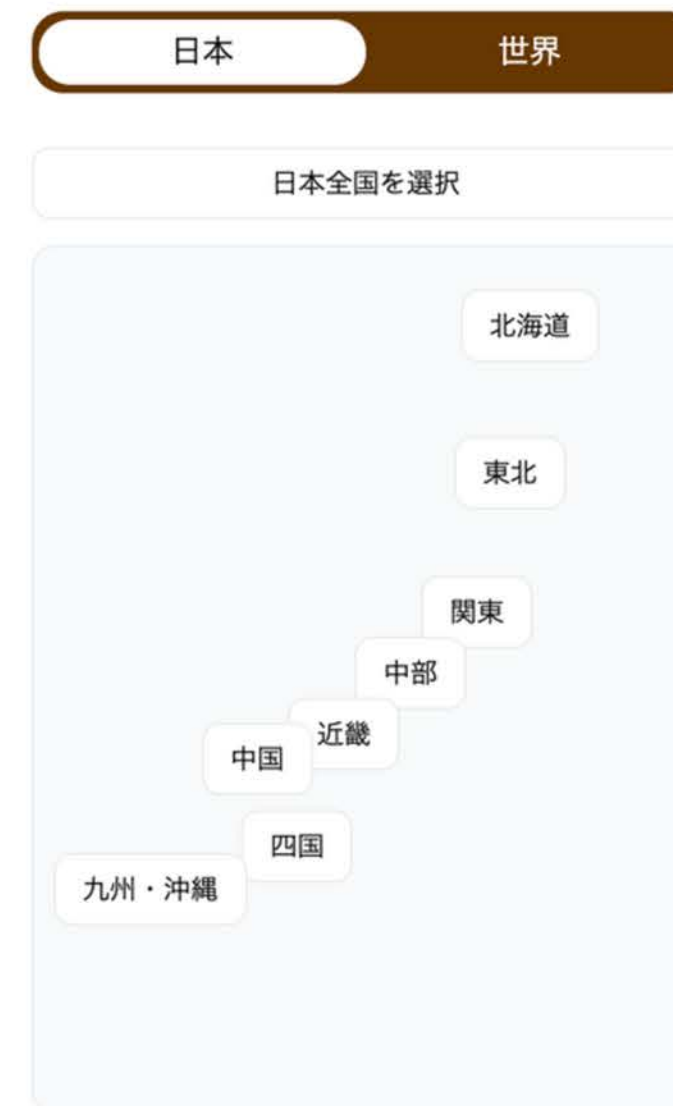 日本
世界
日本全国を選択
北海道
東北
関東
中部
近畿
中国
四国
九州・沖縄